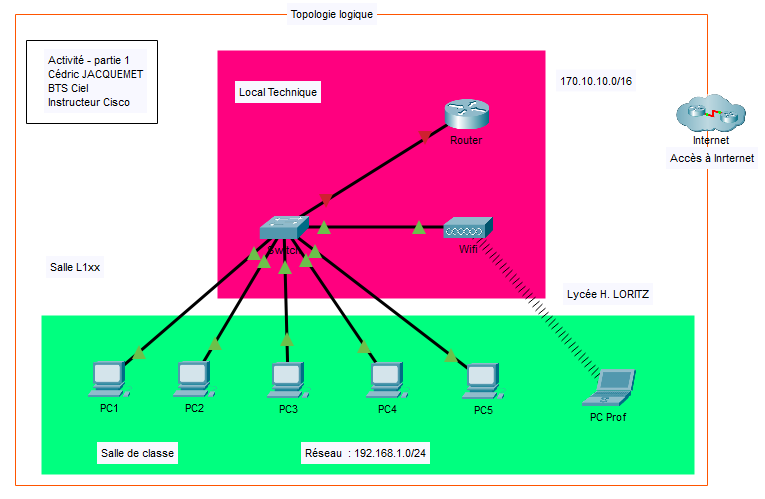 Topologie logique
Activité - partie 1
Cédric JACQUEMET
BTS Ciel
Instructeur Cisco
Local Technique
170.10.10.0/16
Router
Internet
Accès à Inrternet
Switch
Wifi
Salle L1xx
Lycée H. LORITZ
PC1
PC2
PC3
PC4
PC5
PC Prof
Salle de classe
Réseau : 192.168.1.0/24